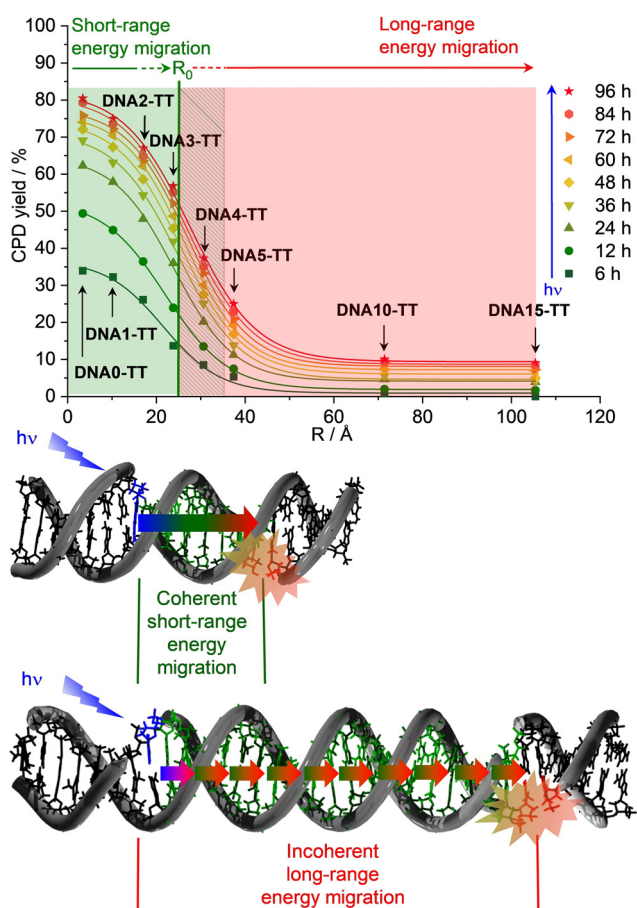 Short-range
energy migration
Long-range
energy migration
R₀
100
90
80
70
60
50
40
30
20
10
0
CPD yield / %
DNA2-TT
DNA3-TT
DNA4-TT
DNA5-TT
DNA10-TT
DNA15-TT
DNA1-TT
DNA0-TT
0 20 40 60 80 100 120
R / Å
96 h
84 h
72 h
60 h
48 h
36 h
24 h
12 h
6 h
hν
hν
Coherent
short-range
energy
migration
hν
Incoherent
long-range
energy migration